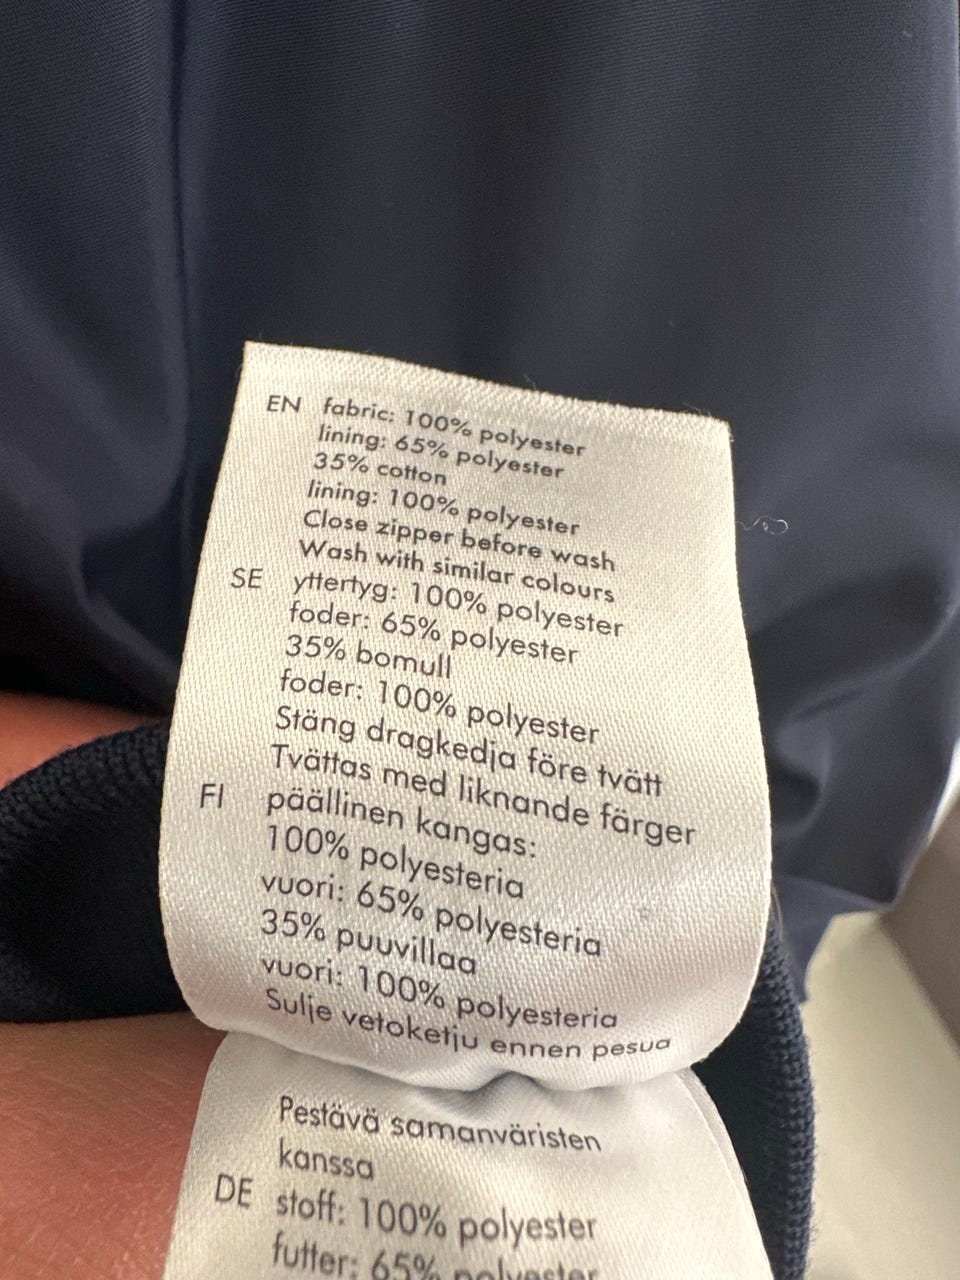 EN fabric: 100% polyester
lining: 65% polyester
35% cotton
lining: 100% polyester
Close zipper before wash
Wash with similar colours
SE yttertyg: 100% polyester
foder: 65% polyester
35% bomull
foder: 100% polyester
Stäng dragkedja före tvätt
Tvättas med liknande färger
FI päällinen kangas:
100% polyesteria
vuori: 65% polyesteria
35% puuvillaa
vuori: 100% polyesteria
Sulje vetoketju ennen pesua
Pestävä samanväristen
kanssa
DE stoff: 100% polyester
futter: 65% polyester